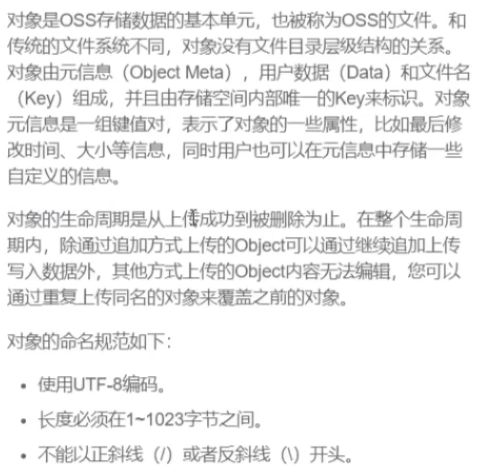 对象是OSS存储数据的基本单元，也被称为OSS的文件。和
传统的文件系统不同，对象没有文件目录层级结构的关系。
对象由元信息（Object Meta），用户数据（Data）和文件名
（Key）组成，并且由存储空间内部唯一的Key来标识。对象
元信息是一组键值对，表示了对象的一些属性，比如最后修
改时间、大小等信息，同时用户也可以在元信息中存储一些
自定义的信息。
对象的生命周期是从上传成功到被删除为止。在整个生命周
期内，除通过追加方式上传的Object可以通过继续追加上传
写入数据外，其他方式上传的Object内容无法编辑，您可以
通过重复上传同名的对象来覆盖之前的对象。
对象的命名规范如下：
• 使用UTF-8编码。
• 长度必须在1~1023字节之间。
• 不能以正斜线（/）或者反斜线（\）开头。